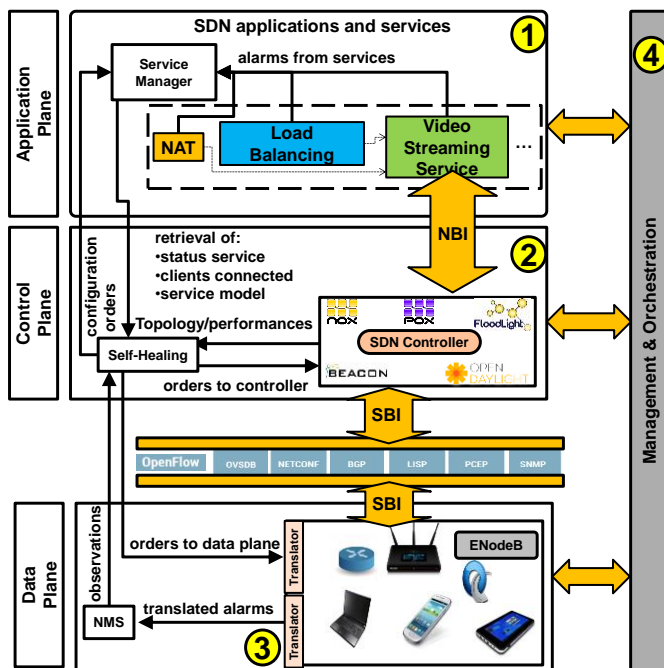 SDN applications and services
1
4
Application
Plane
Service
Manager
alarms from services
NAT
Load
Balancing
Video
Streaming
Service
...
NBI
Control
Plane
2
configuration
orders
retrieval of:
•status service
•clients connected
•service model
Topology/performances
Self-Healing
orders to controller
nox
pox
FloodLight
SDN Controller
BEACON
OPEN
DAYLIGHT
Management & Orchestration
SBI
OpenFlow
OVSDB
NETCONF
BGP
LISP
PCEP
SNMP
SBI
Data
Plane
observations
orders to data plane
Translator
ENodeB
translated alarms
NMS
Translator
3